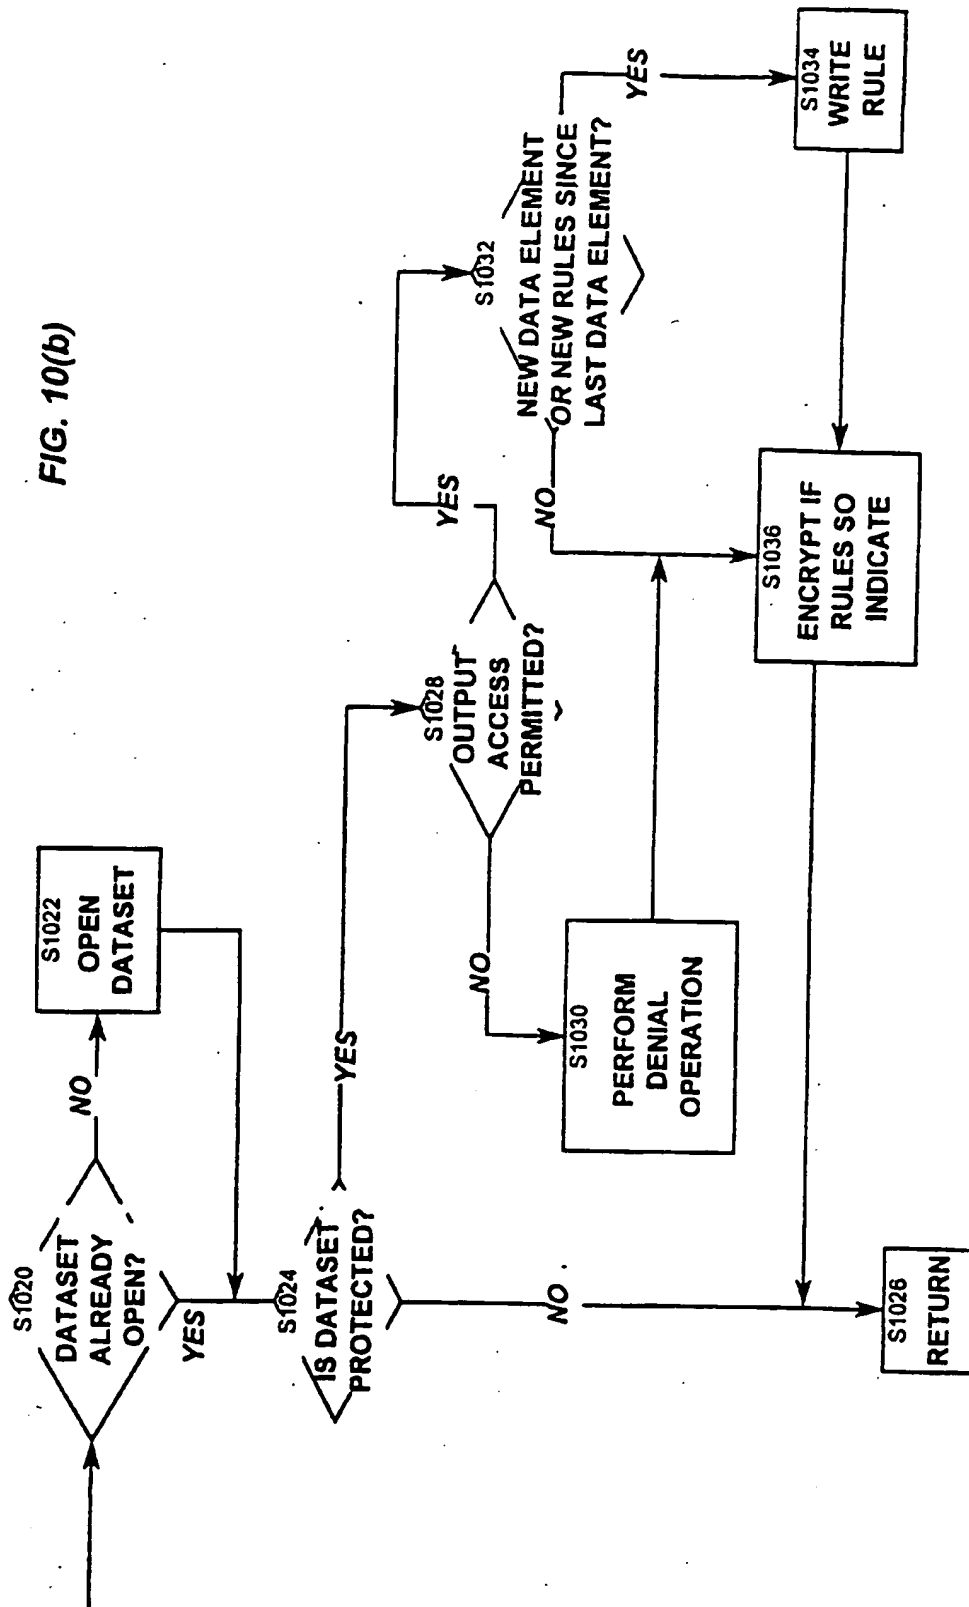 FIG. 10(b)
S1020
DATASET
ALREADY
OPEN?
NO
S1022
OPEN
DATASET
YES
S1024
IS DATASET
PROTECTED?
YES
NO
S1026
RETURN
S1028
OUTPUT
ACCESS
PERMITTED?
YES
NO
S1030
PERFORM
DENIAL
OPERATION
S1032
NEW DATA ELEMENT
OR NEW RULES SINCE
LAST DATA ELEMENT?
YES
NO
S1034
WRITE
RULE
S1036
ENCRYPT IF
RULES SO
INDICATE